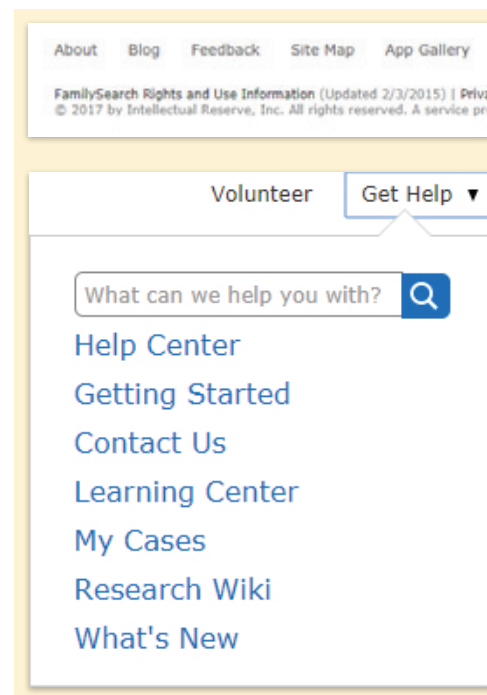 About Blog Feedback Site Map App Gallery
FamilySearch Rights and Use Information (Updated 2/3/2015) |
© 2017 by Intellectual Reserve, Inc. All rights reserved. A service
Volunteer Get Help ▼
What can we help you with?
Help Center
Getting Started
Contact Us
Learning Center
My Cases
Research Wiki
What's New